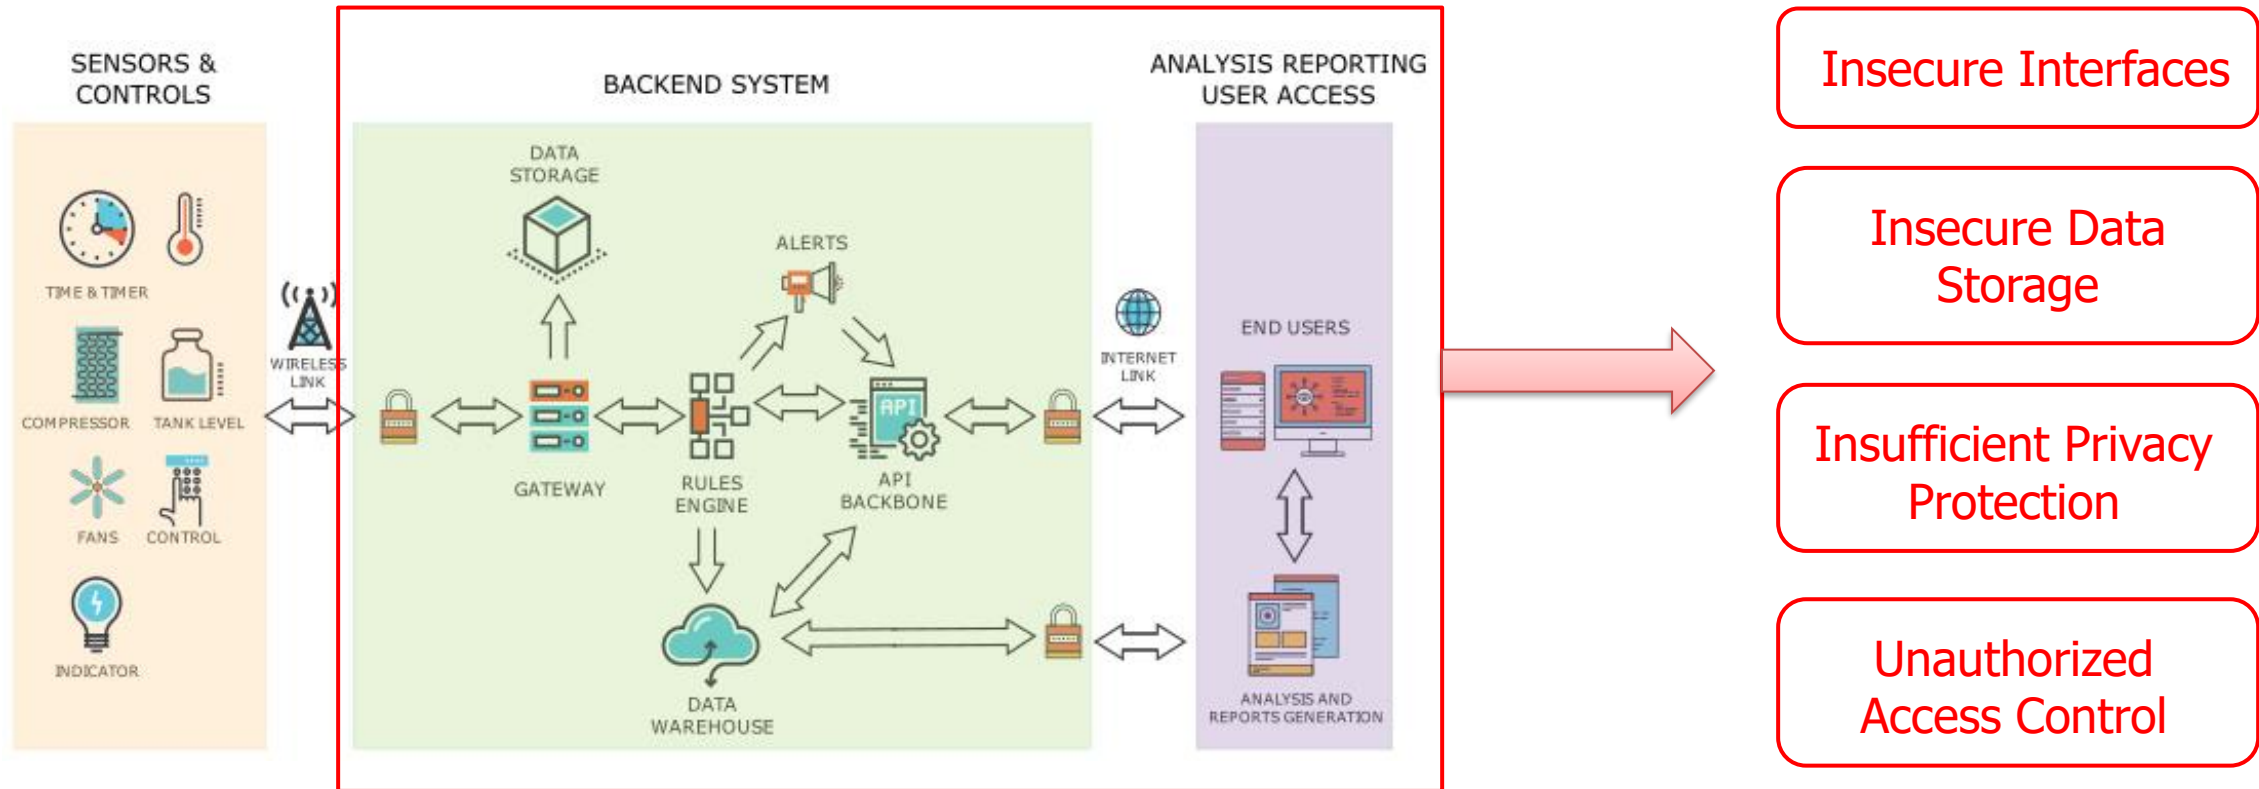 SENSORS &
CONTROLS
TIME & TIMER
COMPRESSOR
TANK LEVEL
FANS
CONTROL
INDICATOR
WIRELESS
LINK
BACKEND SYSTEM
DATA
STORAGE
ALERTS
GATEWAY
RULES
ENGINE
API
API
BACKBONE
DATA
WAREHOUSE
INTERNET
LINK
ANALYSIS REPORTING
USER ACCESS
END USERS
ANALYSIS AND
REPORTS GENERATION
Insecure Interfaces
Insecure Data
Storage
Insufficient Privacy
Protection
Unauthorized
Access Control